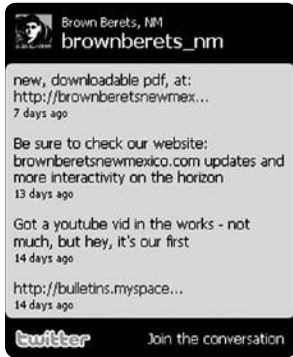 Brown Berets, NM
brownberets_nm
new, downloadable pdf, at:
http://brownberetsnewmex...
7 days ago
Be sure to check our website:
brownberetsnewmexico.com updates and
more interactivity on the horizon
13 days ago
Got a youtube vid in the works - not
much, but hey, it's our first
14 days ago
http://bulletins.myspace...
14 days ago
twitter
Join the conversation